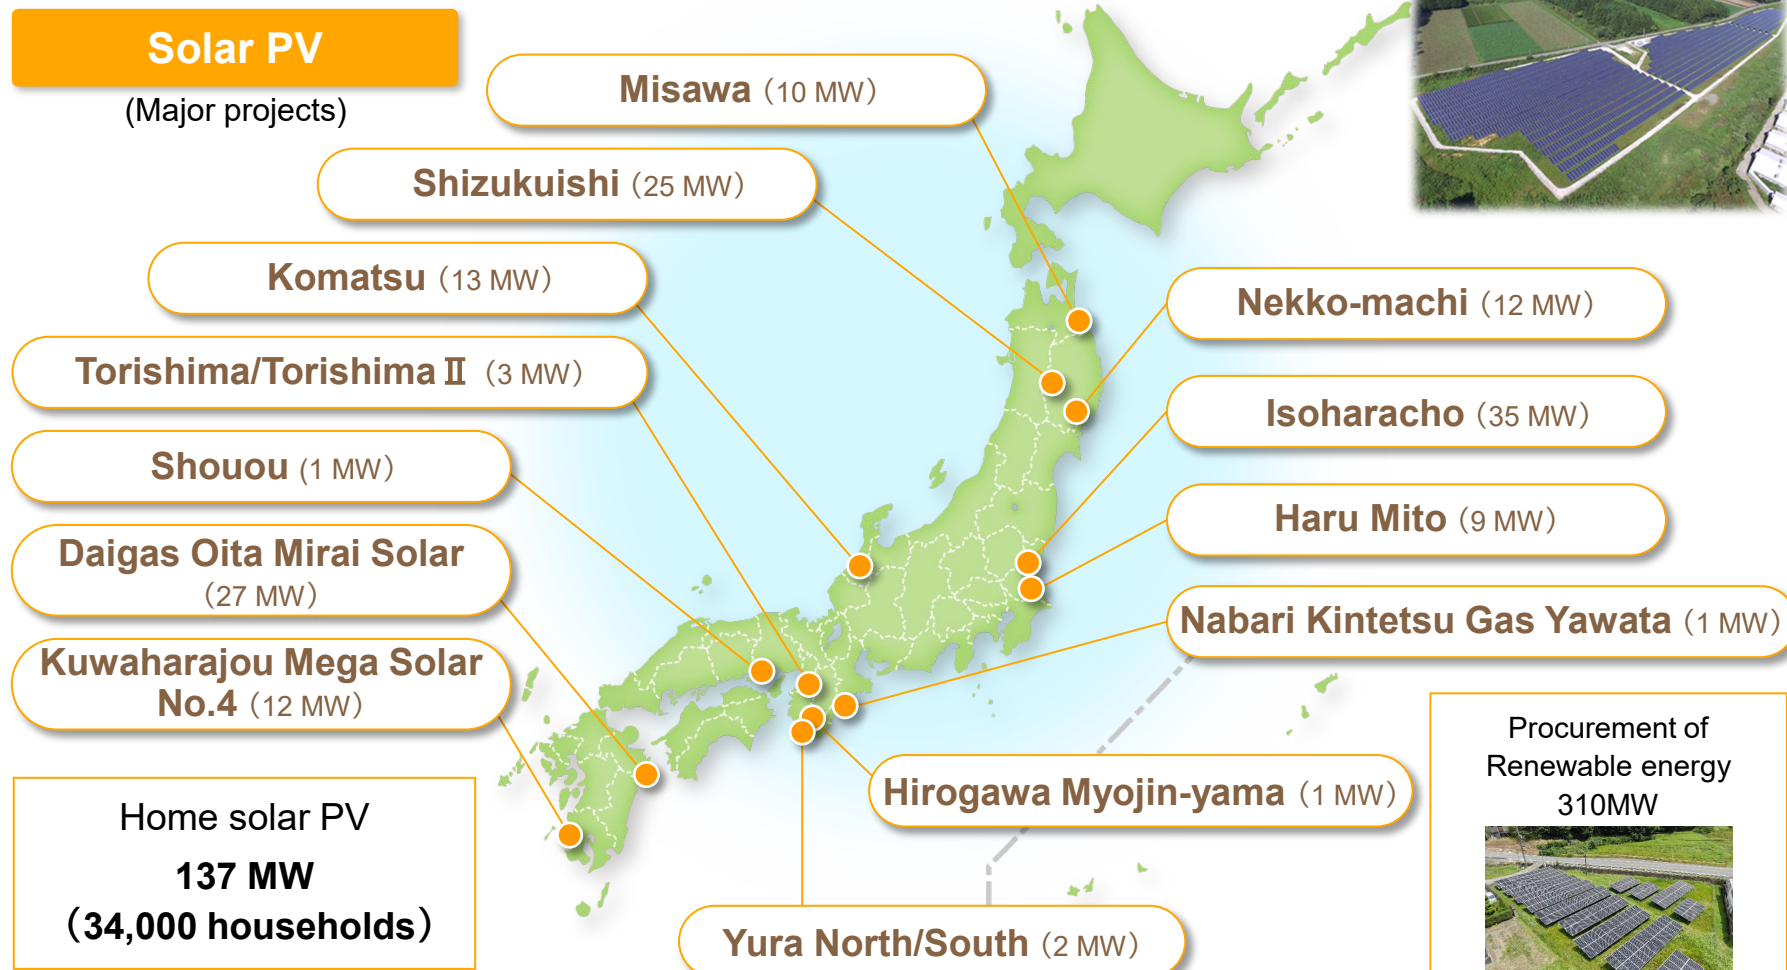 Solar PV
(Major projects)
Misawa（10 MW）
Shizukuishi（25 MW）
Komatsu（13 MW）
Torishima/TorishimaⅡ（3 MW）
Shouou (1 MW）
Daigas Oita Mirai Solar
（27 MW）
Kuwaharajou Mega Solar
No.4（12 MW）
Nekko-machi（12 MW）
Isoharacho（35 MW）
Haru Mito（9 MW）
Nabari Kintetsu Gas Yawata（1 MW）
Hirogawa Myojin-yama（1 MW）
Yura North/South（2 MW）
Home solar PV
137 MW
（34,000 households）
Procurement of
Renewable energy
310MW